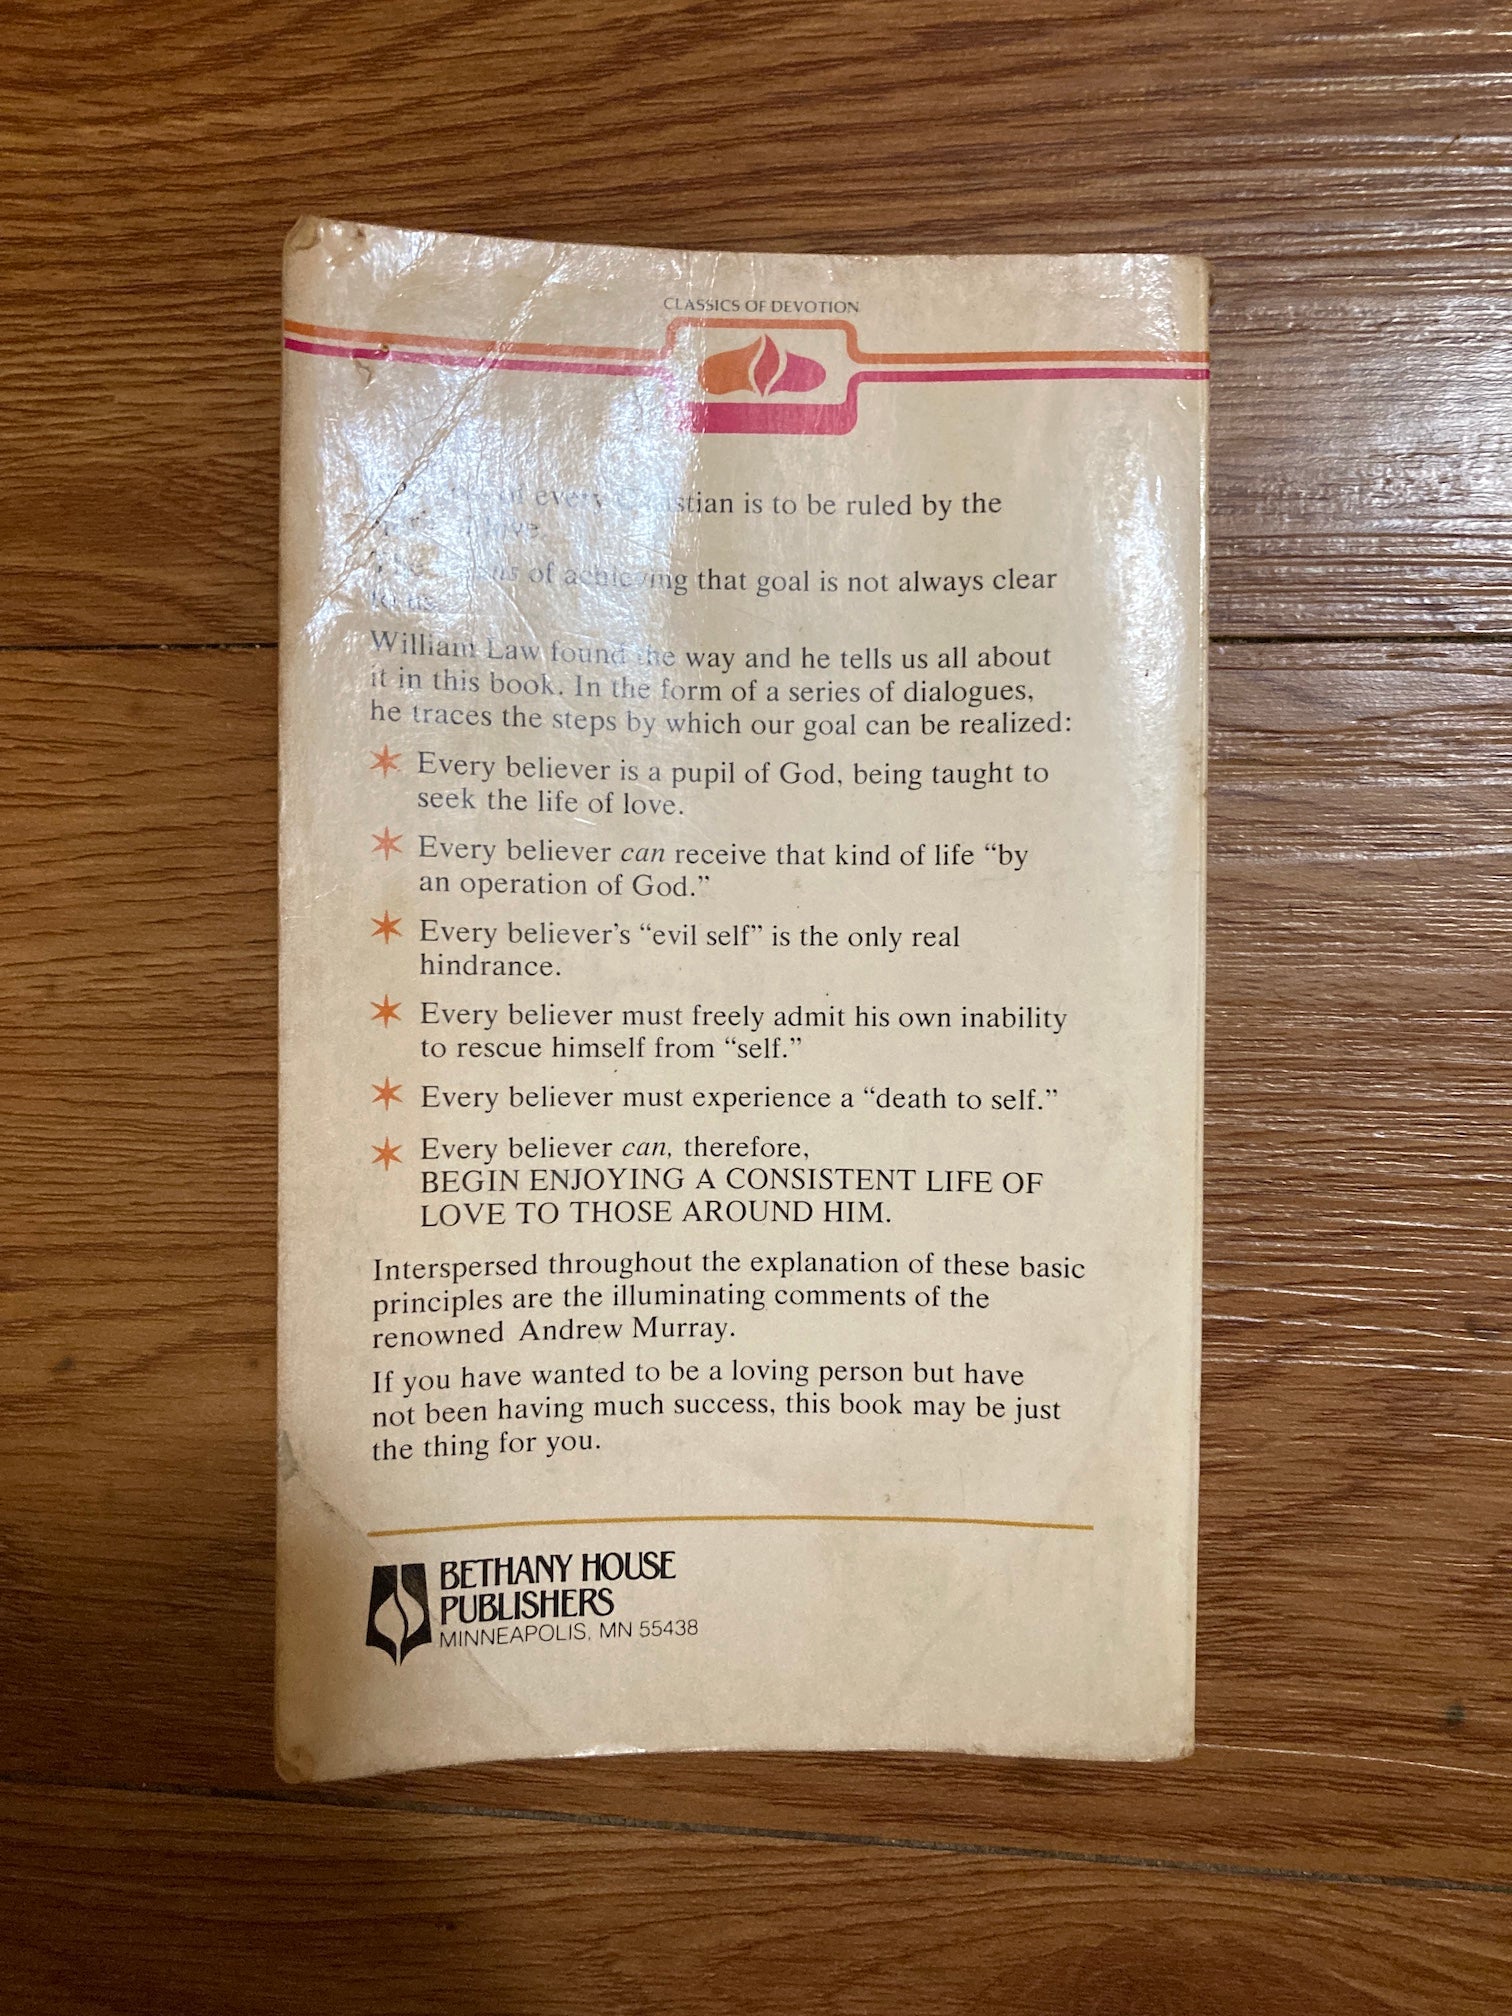 CLASSICS OF DEVOTION
of every Christian is to be ruled by the
love.
of achieving that goal is not always clear
to us.
William Law found the way and he tells us all about
it in this book. In the form of a series of dialogues,
he traces the steps by which our goal can be realized:
Every believer is a pupil of God, being taught to
seek the life of love.
Every believer can receive that kind of life “by
an operation of God.”
Every believer’s “evil self” is the only real
hindrance.
Every believer must freely admit his own inability
to rescue himself from “self.”
Every believer must experience a “death to self.”
Every believer can, therefore,
BEGIN ENJOYING A CONSISTENT LIFE OF
LOVE TO THOSE AROUND HIM.
Interspersed throughout the explanation of these basic
principles are the illuminating comments of the
renowned Andrew Murray.
If you have wanted to be a loving person but have
not been having much success, this book may be just
the thing for you.
BETHANY HOUSE
PUBLISHERS
MINNEAPOLIS, MN 55438